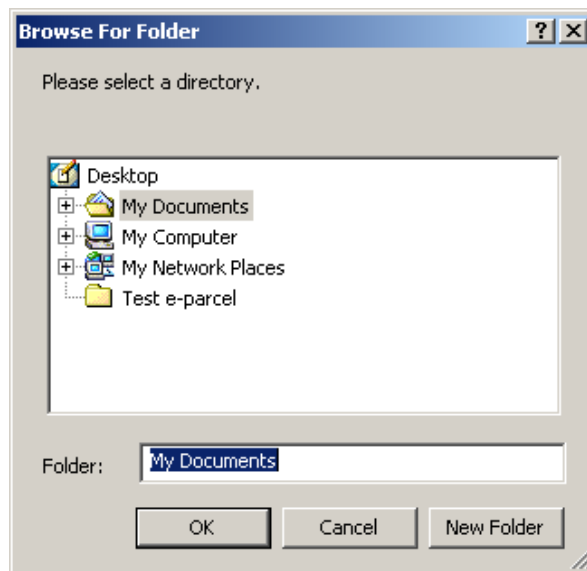 Browse For Folder
Please select a directory.
Desktop
My Documents
My Computer
My Network Places
Test e-parcel
Folder: My Documents
OK Cancel New Folder